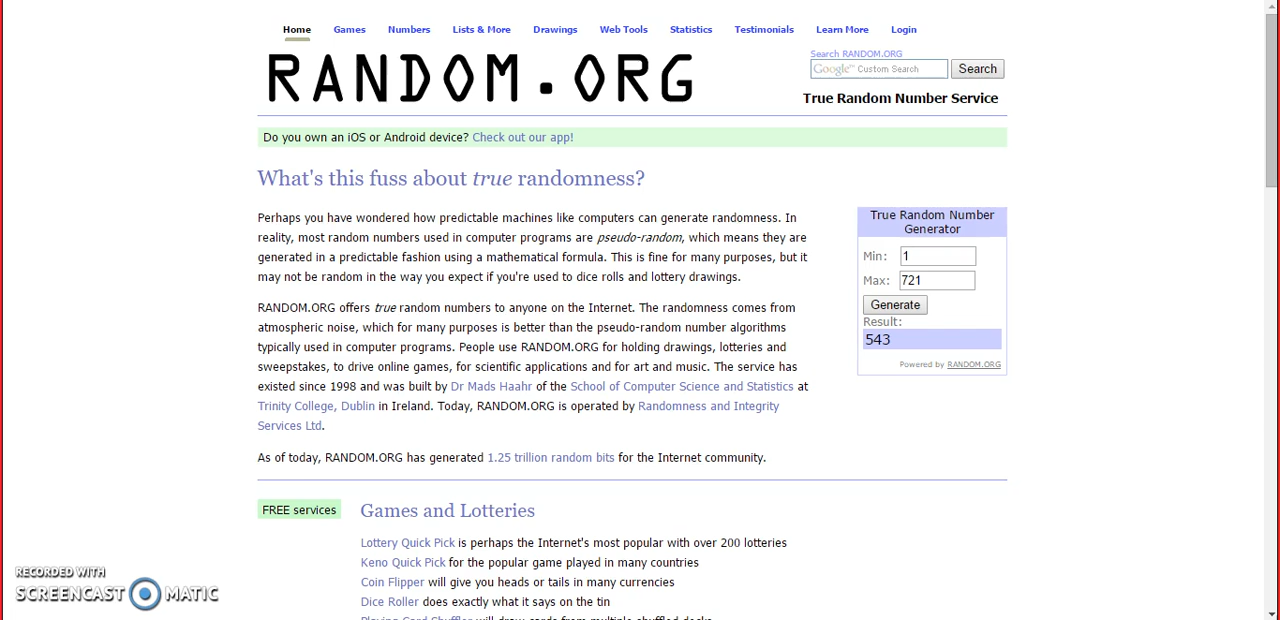 Home Games Numbers Lists & More Drawings Web Tools Statistics Testimonials Learn More Login
RANDOM.ORG
Search RANDOM.ORG
Google™ Custom Search Search
True Random Number Service
Do you own an iOS or Android device? Check out our app!
What's this fuss about true randomness?
Perhaps you have wondered how predictable machines like computers can generate randomness. In
reality, most random numbers used in computer programs are pseudo-random, which means they are
generated in a predictable fashion using a mathematical formula. This is fine for many purposes, but it
may not be random in the way you expect if you're used to dice rolls and lottery drawings.
RANDOM.ORG offers true random numbers to anyone on the Internet. The randomness comes from
atmospheric noise, which for many purposes is better than the pseudo-random number algorithms
typically used in computer programs. People use RANDOM.ORG for holding drawings, lotteries and
sweepstakes, to drive online games, for scientific applications and for art and music. The service has
existed since 1998 and was built by Dr Mads Haahr of the School of Computer Science and Statistics at
Trinity College, Dublin in Ireland. Today, RANDOM.ORG is operated by Randomness and Integrity
Services Ltd.
As of today, RANDOM.ORG has generated 1.25 trillion random bits for the Internet community.
True Random Number
Generator
Min: 1
Max: 721
Generate
Result:
543
Powered by RANDOM.ORG
FREE services
Games and Lotteries
Lottery Quick Pick is perhaps the Internet's most popular with over 200 lotteries
Keno Quick Pick for the popular game played in many countries
Coin Flipper will give you heads or tails in many currencies
Dice Roller does exactly what it says on the tin
Playing Card Shuffler will draw cards from multiple shuffled decks
RECORDED WITH
SCREENCAST MATIC